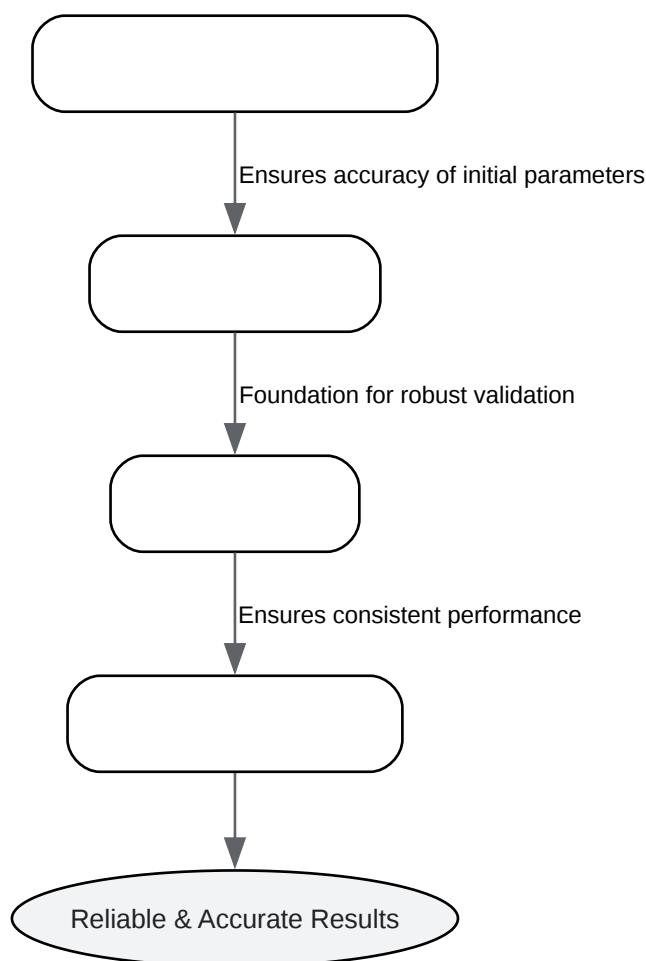 Ensures accuracy of initial parameters
Foundation for robust validation
Ensures consistent performance
Reliable & Accurate Results